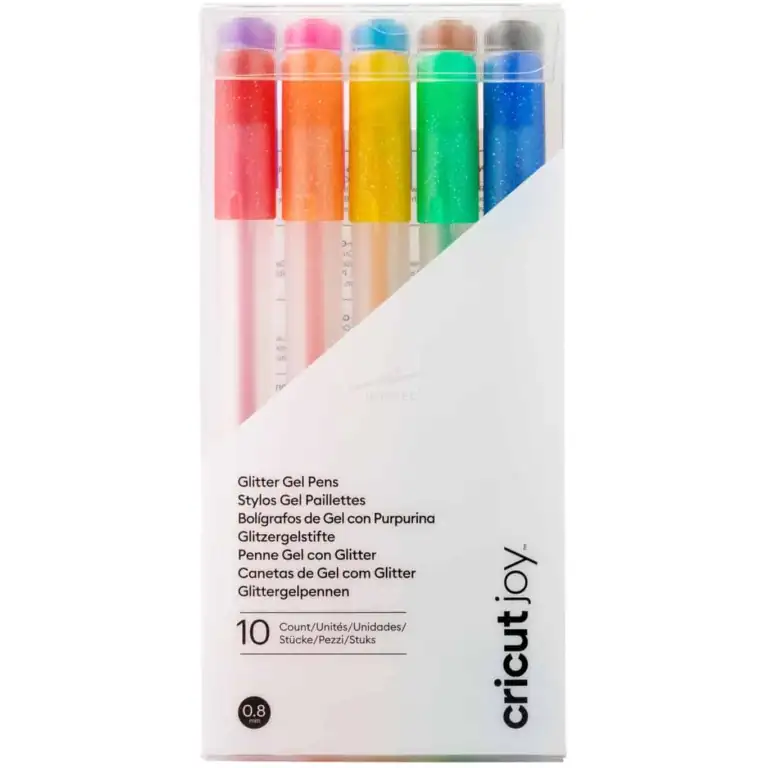 Glitter Gel Pens
Stylos Gel Paillettes
Bolígrafos de Gel con Purpurina
Glitzergelstifte
Penne Gel con Glitter
Canetas de Gel com Glitter
Glittergelpennen
10 Count/Unités/Unidades/
Stücke/Pezzi/Stuks
0.8
mm
cricut joy™